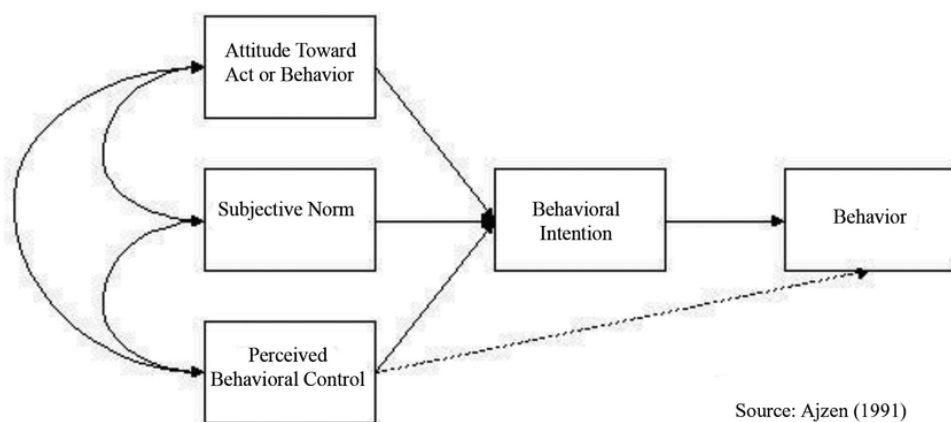 Attitude Toward
Act or Behavior
Subjective Norm
Behavioral
Intention
Behavior
Perceived
Behavioral Control
Source: Ajzen (1991)